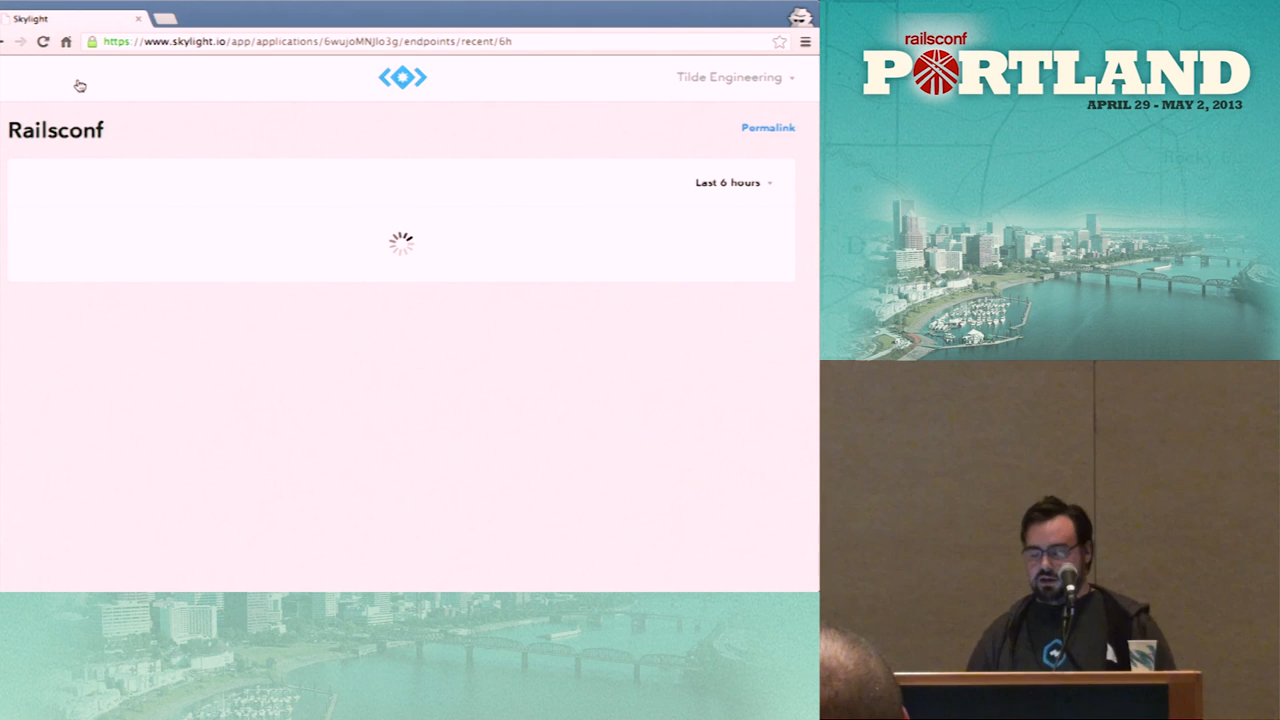 Skylight
https://www.skylight.io/app/applications/6wujoMNJlo3g/endpoints/recent/6h
Tilde Engineering
Railsconf
Permalink
Last 6 hours
railsconf
PORTLAND
APRIL 29 - MAY 2, 2013